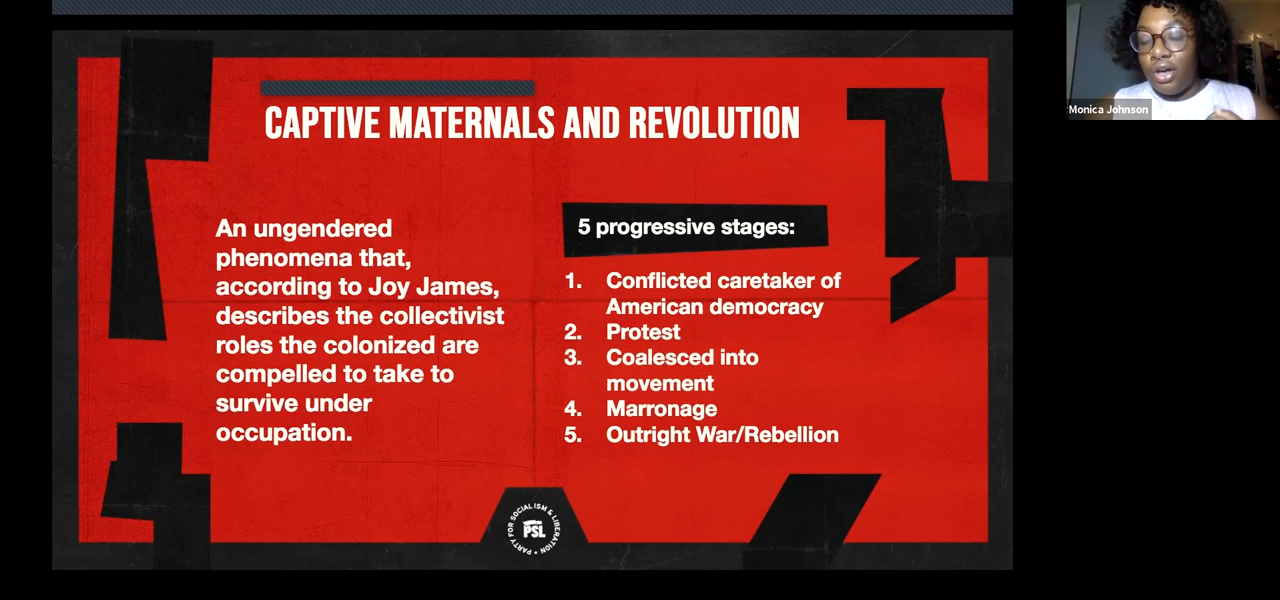 CAPTIVE MATERNALS AND REVOLUTION
An ungendered
phenomena that,
according to Joy James,
describes the collectivist
roles the colonized are
compelled to take to
survive under
occupation.
5 progressive stages:
1. Conflicted caretaker of
American democracy
2. Protest
3. Coalesced into
movement
4. Marronage
5. Outright War/Rebellion
PARTY FOR SOCIALISM & LIBERATION •
PSL
Monica Johnson